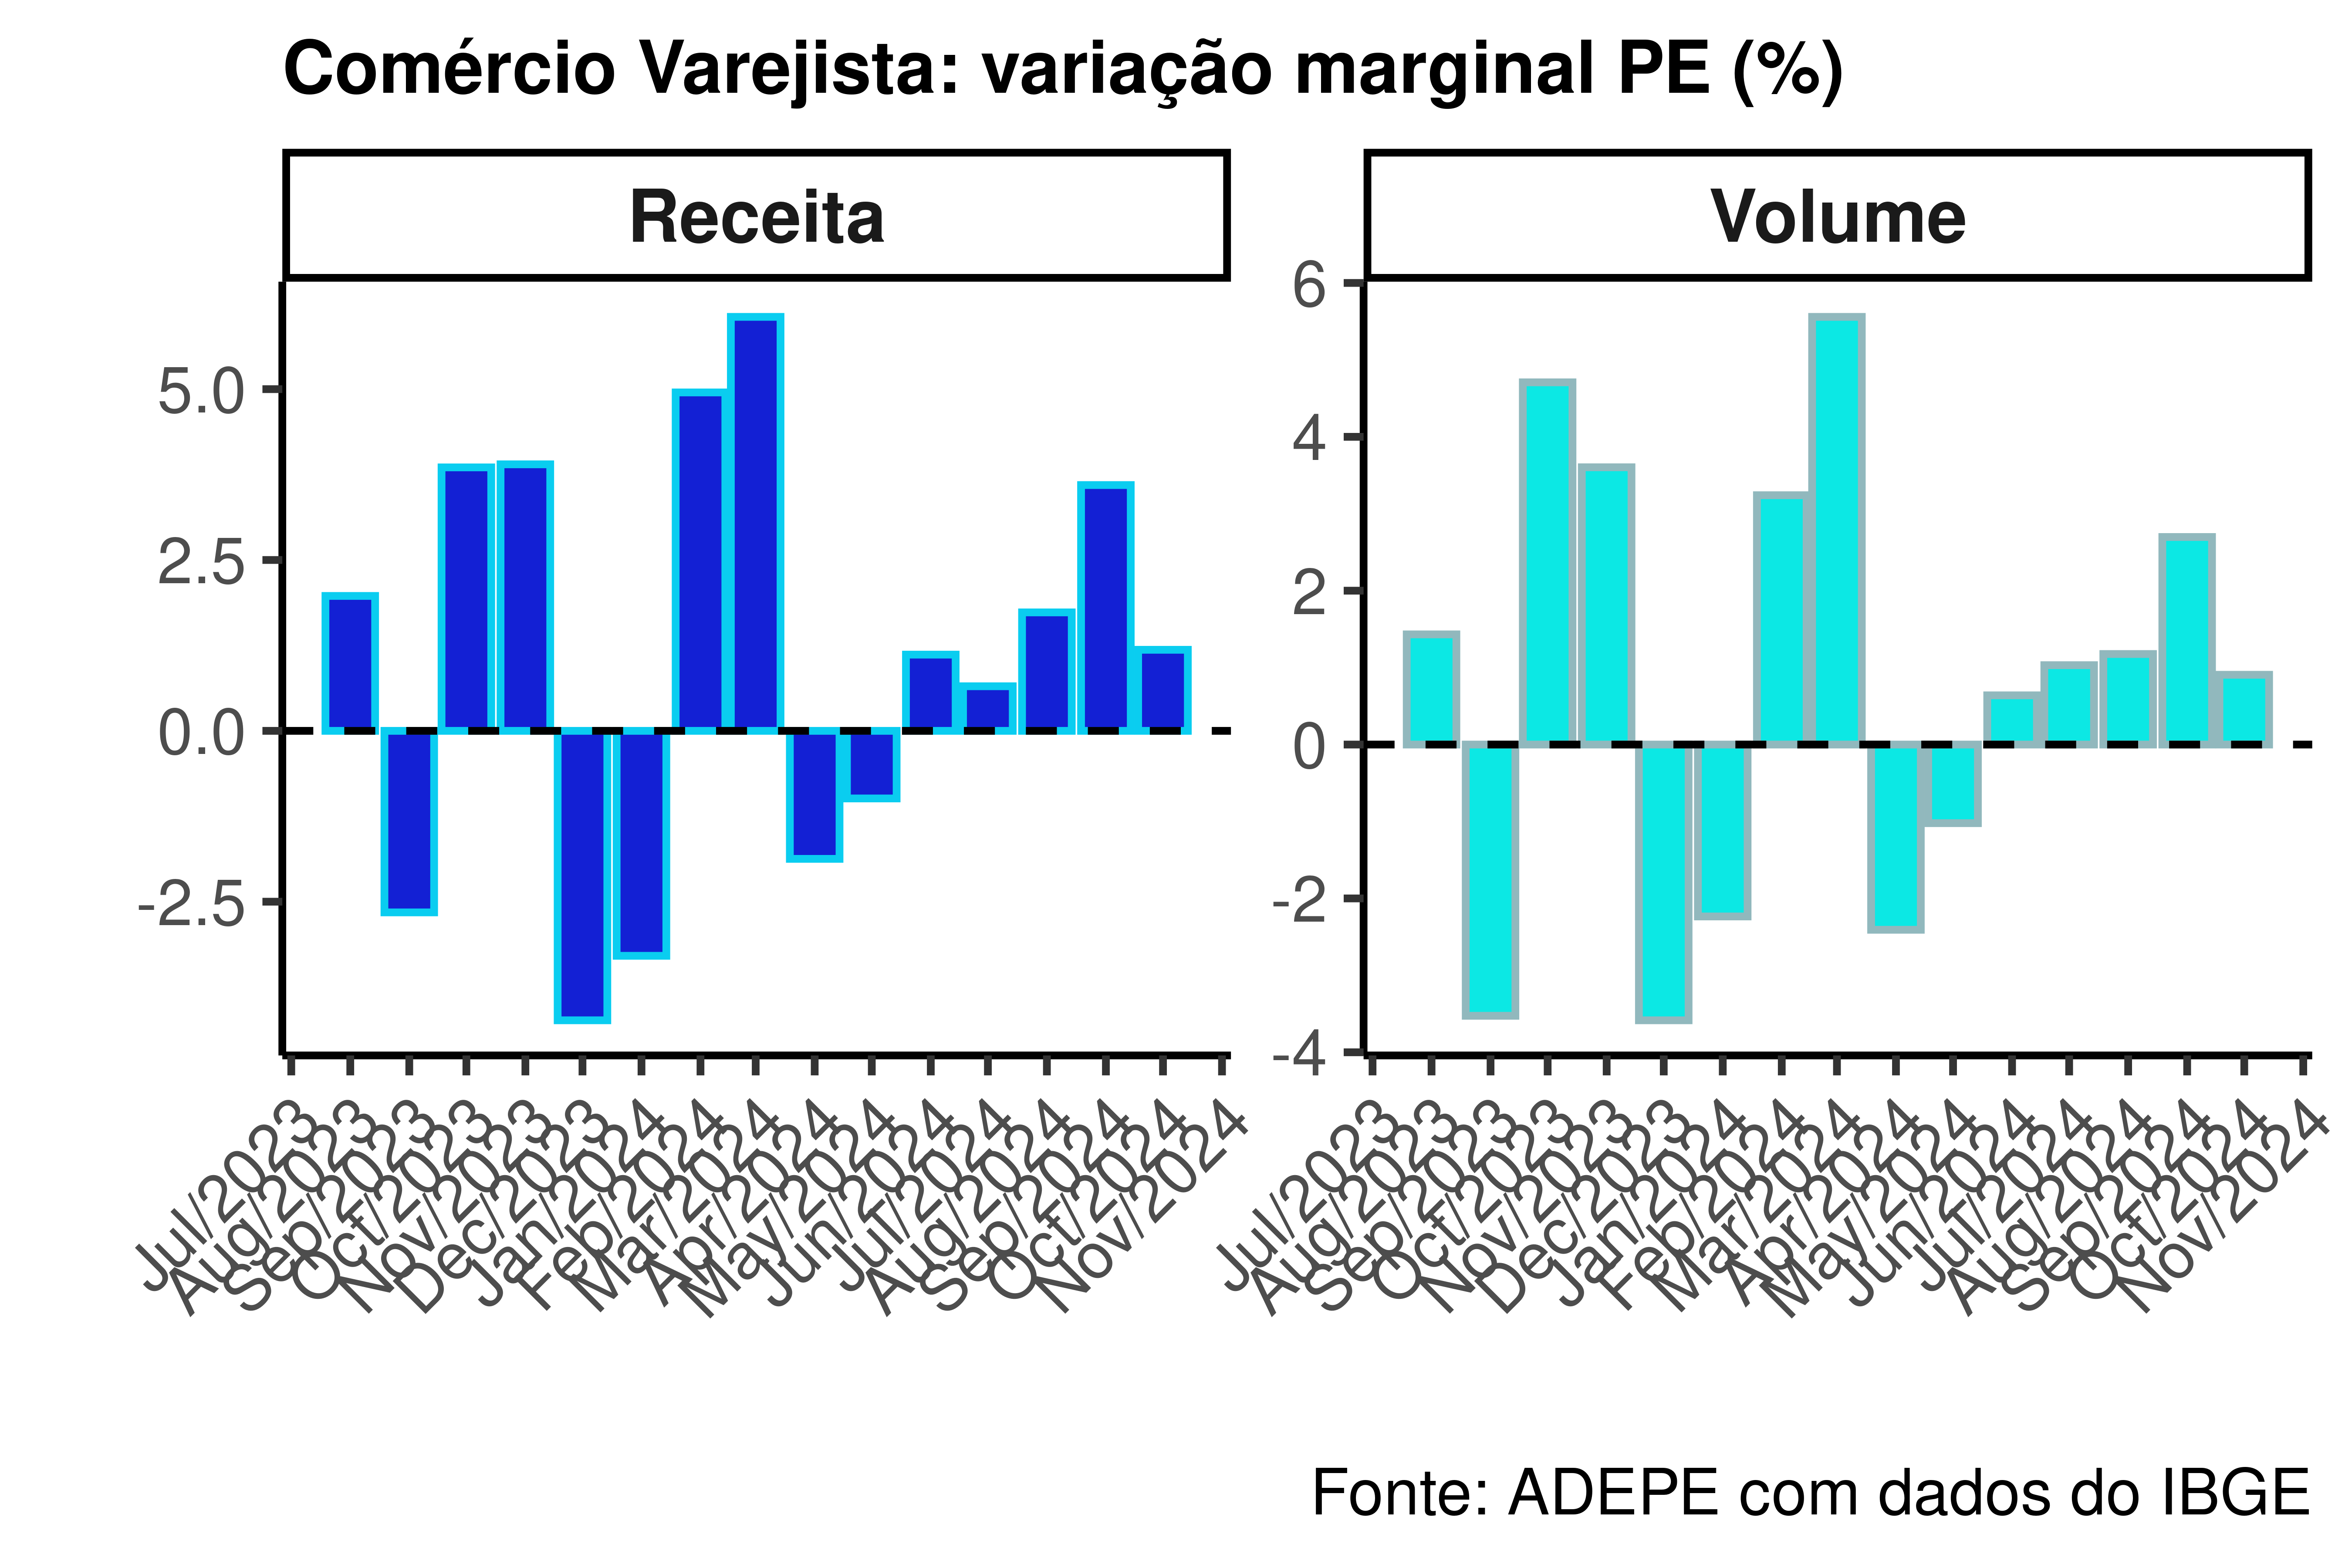 Comércio Varejista: variação marginal PE (%)
Receita
Volume
5.0
2.5
0.0
-2.5
6
4
2
0
-2
-4
Jul/2023
Aug/2023
Sep/2023
Oct/2023
Nov/2023
Dec/2023
Jan/2024
Feb/2024
Mar/2024
Apr/2024
May/2024
Jun/2024
Jul/2024
Aug/2024
Sep/2024
Oct/2024
Nov/2024
Jul/2023
Aug/2023
Sep/2023
Oct/2023
Nov/2023
Dec/2023
Jan/2024
Feb/2024
Mar/2024
Apr/2024
May/2024
Jun/2024
Jul/2024
Aug/2024
Sep/2024
Oct/2024
Nov/2024
Fonte: ADEPE com dados do IBGE